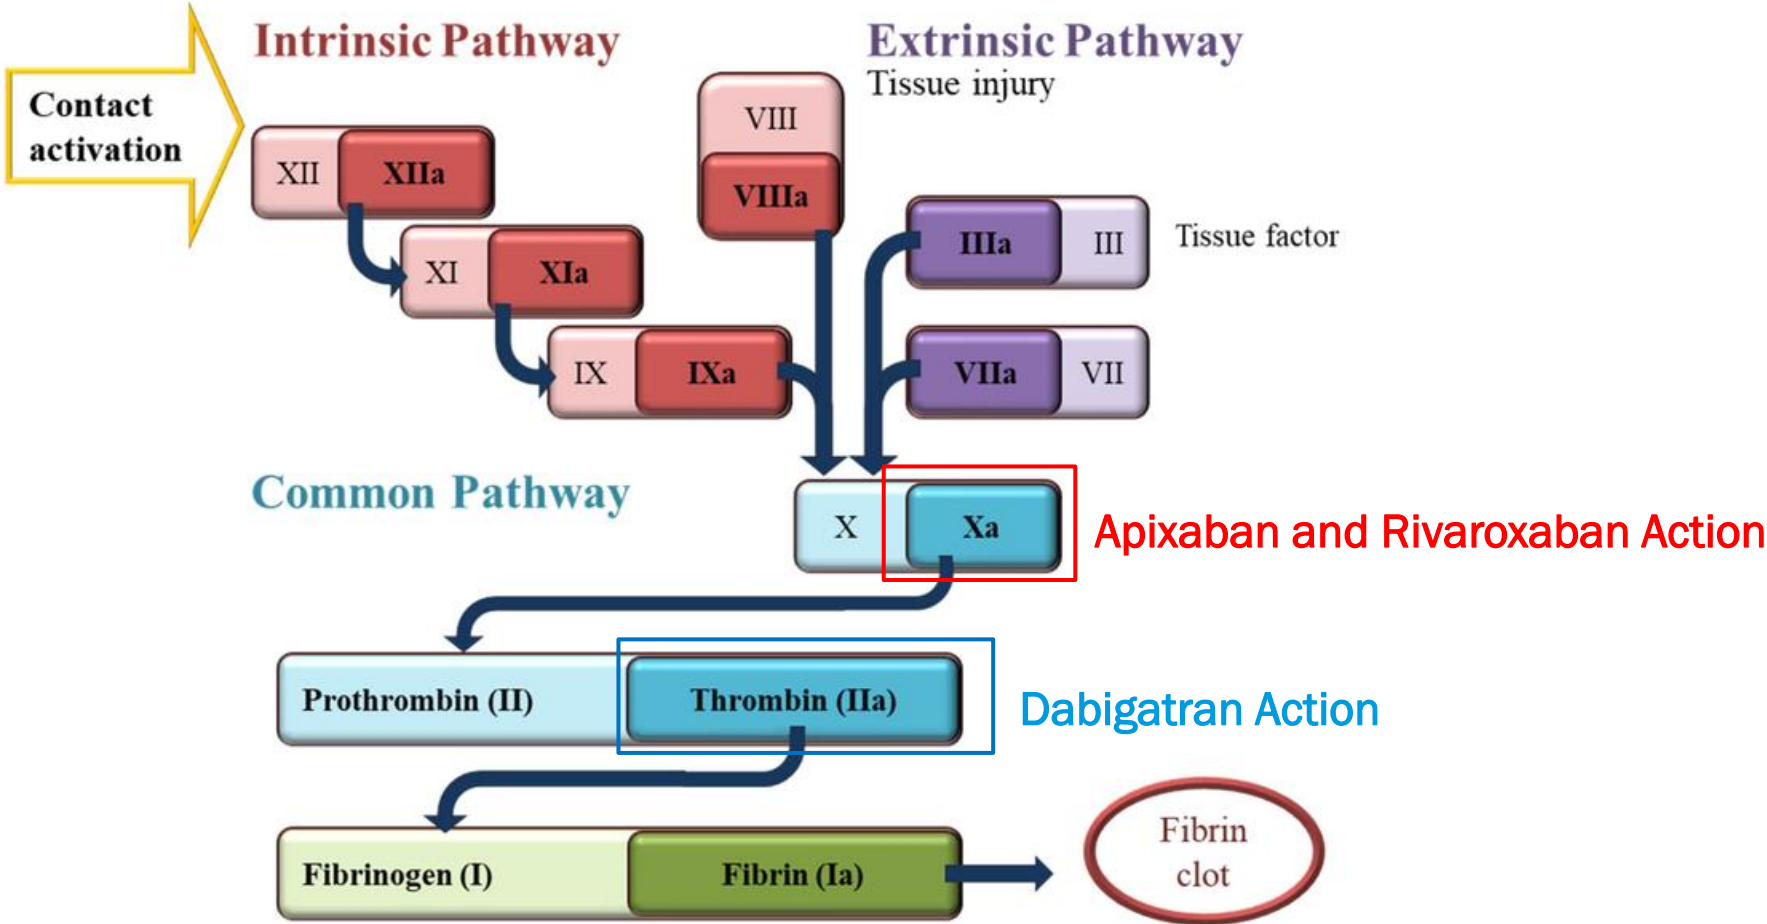 Intrinsic Pathway
Extrinsic Pathway
Tissue injury
Contact
activation
VIII
VIIIa
XII
XIIa
IIIa
III
Tissue factor
XI
XIa
IX
IXa
VIIa
VII
Common Pathway
X
Xa
Apixaban and Rivaroxaban Action
Prothrombin (II)
Thrombin (IIa)
Dabigatran Action
Fibrinogen (I)
Fibrin (Ia)
Fibrin
clot